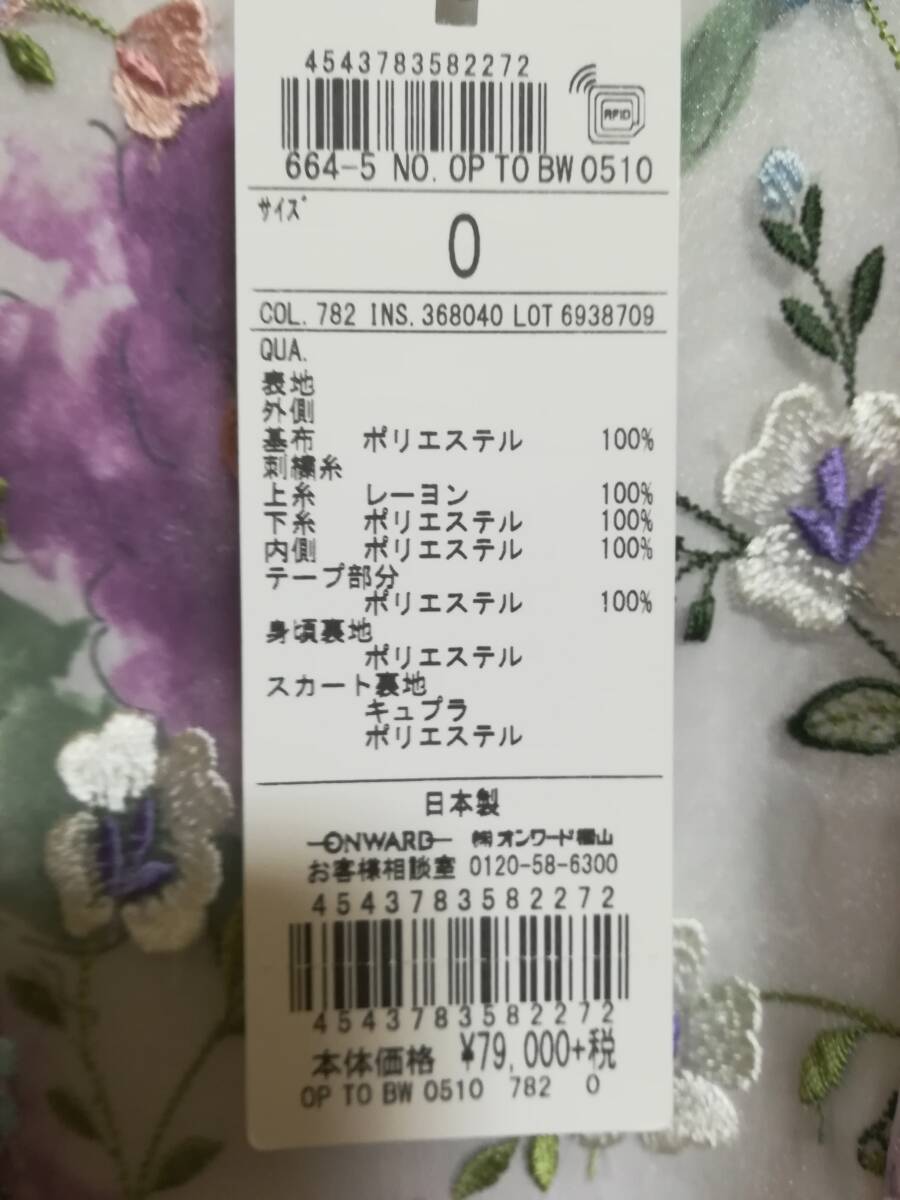 4543783582272
RFID
664-5 NO. OP TO BW 0510
サイズ
0
COL. 782 INS. 368040 LOT 6938709
QUA.
表地
外側
基布 ポリエステル 100%
刺繍糸
上糸 レーヨン 100%
下糸 ポリエステル 100%
内側 ポリエステル 100%
テープ部分
ポリエステル 100%
身頃裏地
ポリエステル
スカート裏地
キュプラ
ポリエステル
日本製
ONWARD ㈱オンワード樫山
お客様相談室 0120-58-6300
4543783582272
4543783582272
本体価格 ¥79,000+税
OP TO BW 0510 782 0